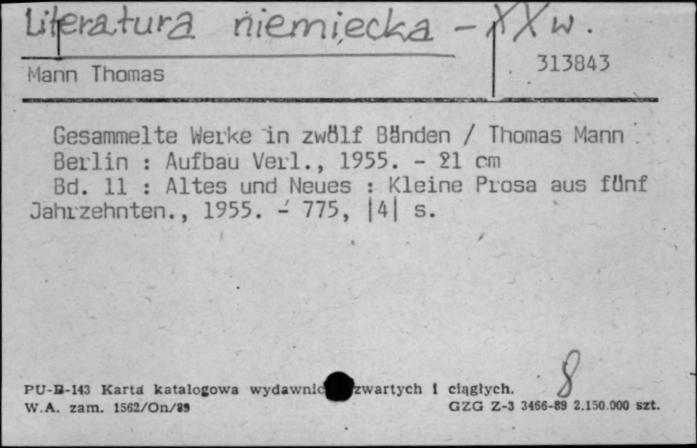 Literatura niemiecka - XX w.
313843
Mann Thomas
Gesammelte Werke in zwölf Bänden / Thomas Mann
Berlin : Aufbau Verl., 1955. - 21 cm
Bd. 11 : Altes und Neues : Kleine Prosa aus fünf
Jahrzehnten., 1955. - 775, |4| s.
8
PU-B-143 Karta katalogowa zwartych i ciągłych.
W.A. zam. 1562/On/89 GZG Z-3 3466-89 2.150.000 szt.